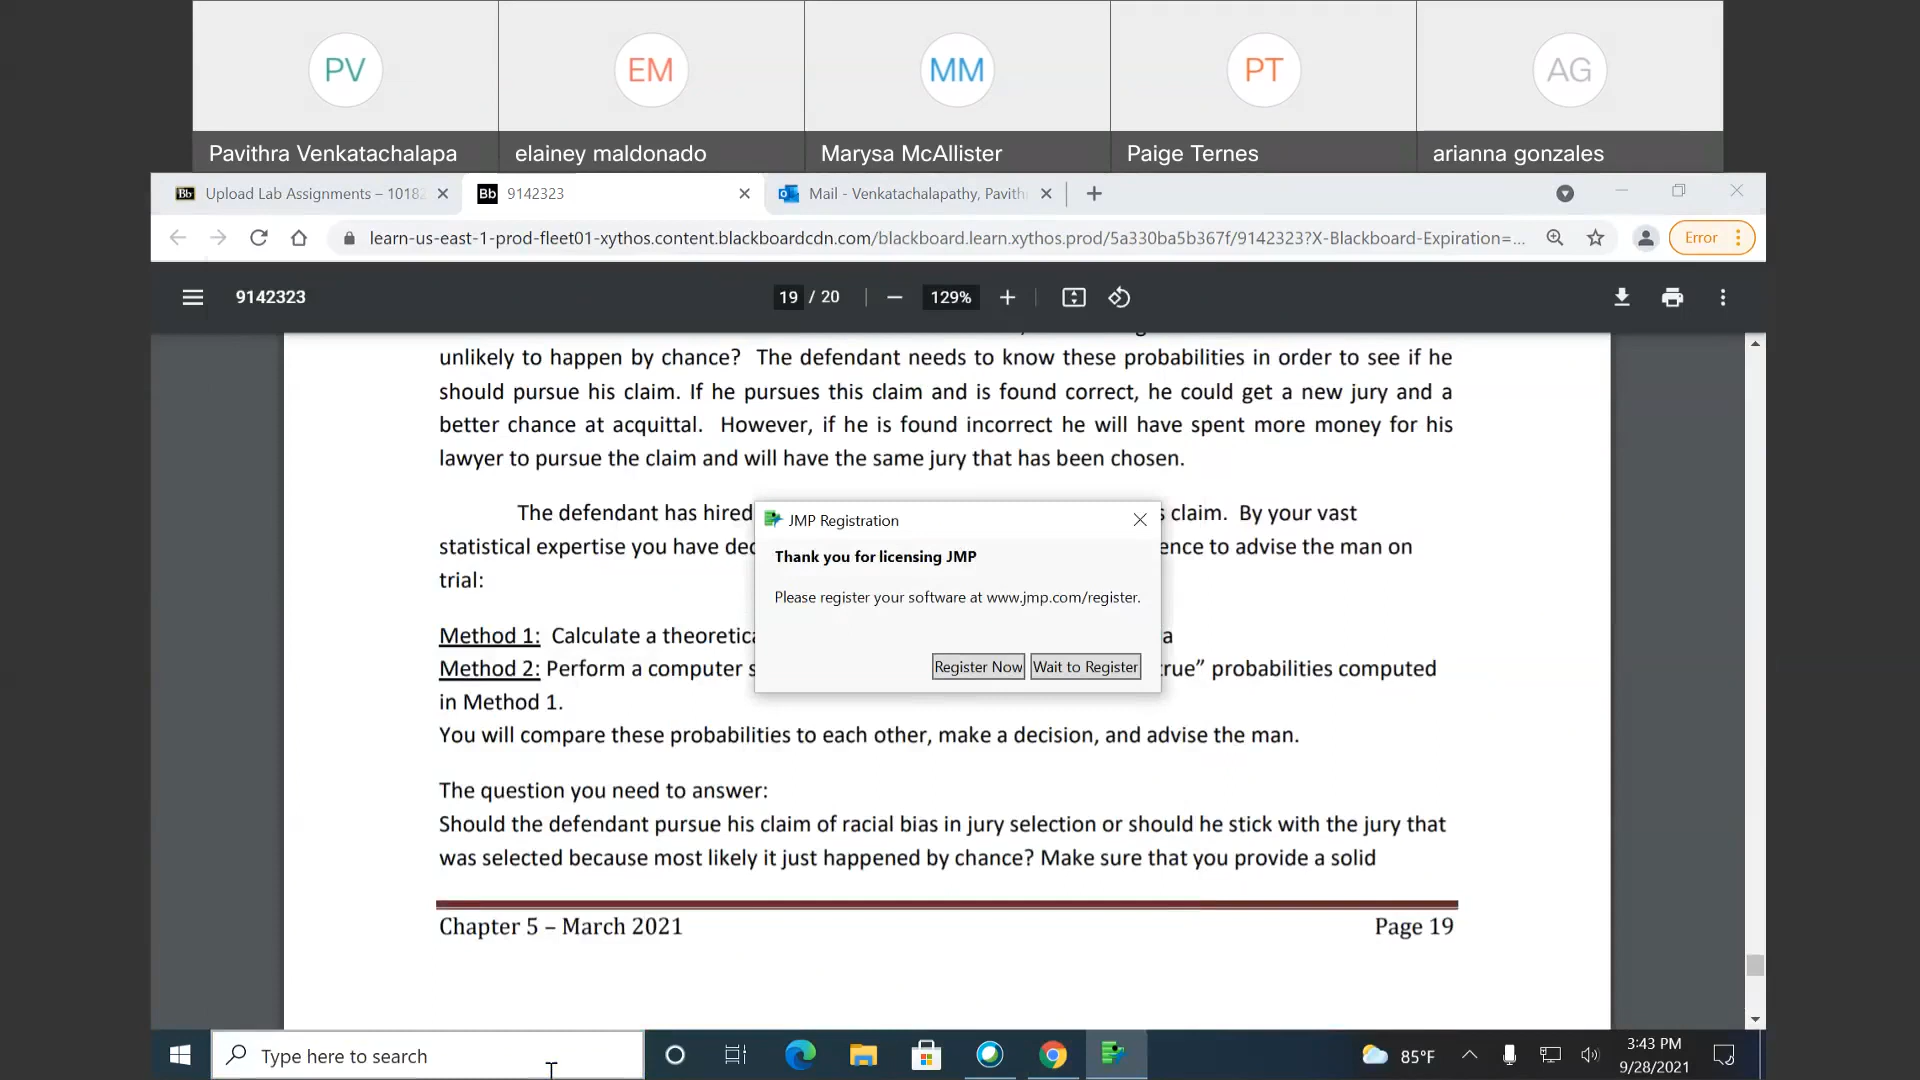 PV EM MM PT AG
Pavithra Venkatachalapa elainey maldonado Marysa McAllister Paige Ternes arianna gonzales
Bb Upload Lab Assignments – 10182 Bb 9142323 Mail - Venkatachalapathy, Pavith
learn-us-east-1-prod-fleet01-xythos.content.blackboardcdn.com/blackboard.learn.xythos.prod/5a330ba5b367f/9142323?X-Blackboard-Expiration=... Error
9142323 19 / 20 129%
unlikely to happen by chance? The defendant needs to know these probabilities in order to see if he
should pursue his claim. If he pursues this claim and is found correct, he could get a new jury and a
better chance at acquittal. However, if he is found incorrect he will have spent more money for his
lawyer to pursue the claim and will have the same jury that has been chosen.
The defendant has hired s claim. By your vast
statistical expertise you have dec ence to advise the man on
trial:
Method 1: Calculate a theoretica a
Method 2: Perform a computer s true” probabilities computed
in Method 1.
You will compare these probabilities to each other, make a decision, and advise the man.
The question you need to answer:
Should the defendant pursue his claim of racial bias in jury selection or should he stick with the jury that
was selected because most likely it just happened by chance? Make sure that you provide a solid
Chapter 5 – March 2021 Page 19
JMP Registration
Thank you for licensing JMP
Please register your software at www.jmp.com/register.
Register Now Wait to Register
Type here to search 85°F 3:43 PM
9/28/2021